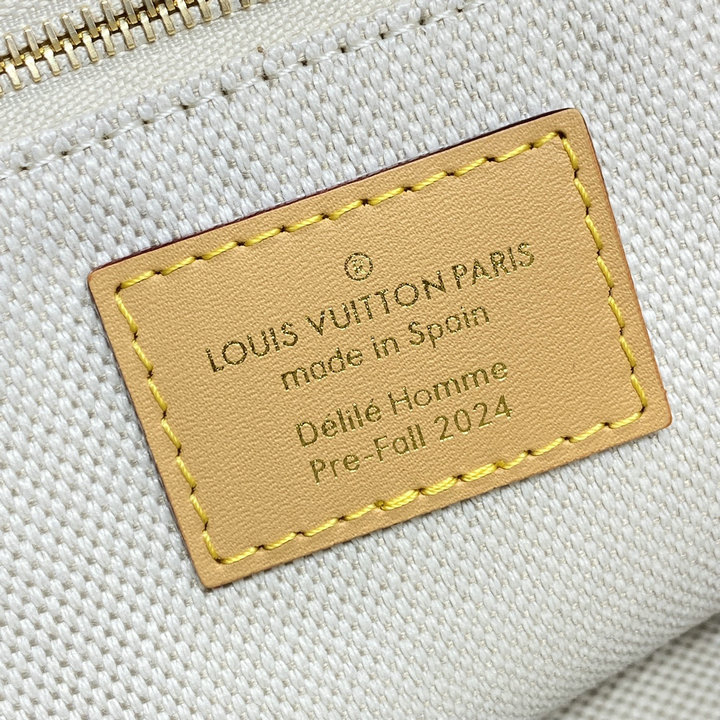 ®
LOUIS VUITTON PARIS
made in Spain
Délilé Homme
Pre-Fall 2024